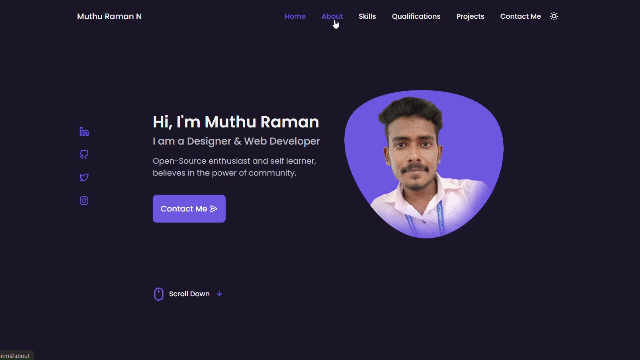 Muthu Raman N
Home About Skills Qualifications Projects Contact Me
Hi, I'm Muthu Raman
I am a Designer & Web Developer
Open-Source enthusiast and self learner,
believes in the power of community.
Contact Me
Scroll Down